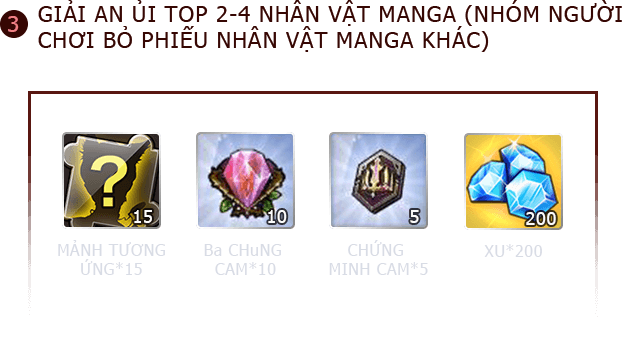 3
GIẢI AN ỦI TOP 2-4 NHÂN VẬT MANGA (NHÓM NGƯỜI
CHƠI BỎ PHIẾU NHÂN VẬT MANGA KHÁC)
? 15
10
5
200
MẢNH TƯƠNG
ỨNG*15
Ba CHuNG
CAM*10
CHỨNG
MINH CAM*5
XU*200